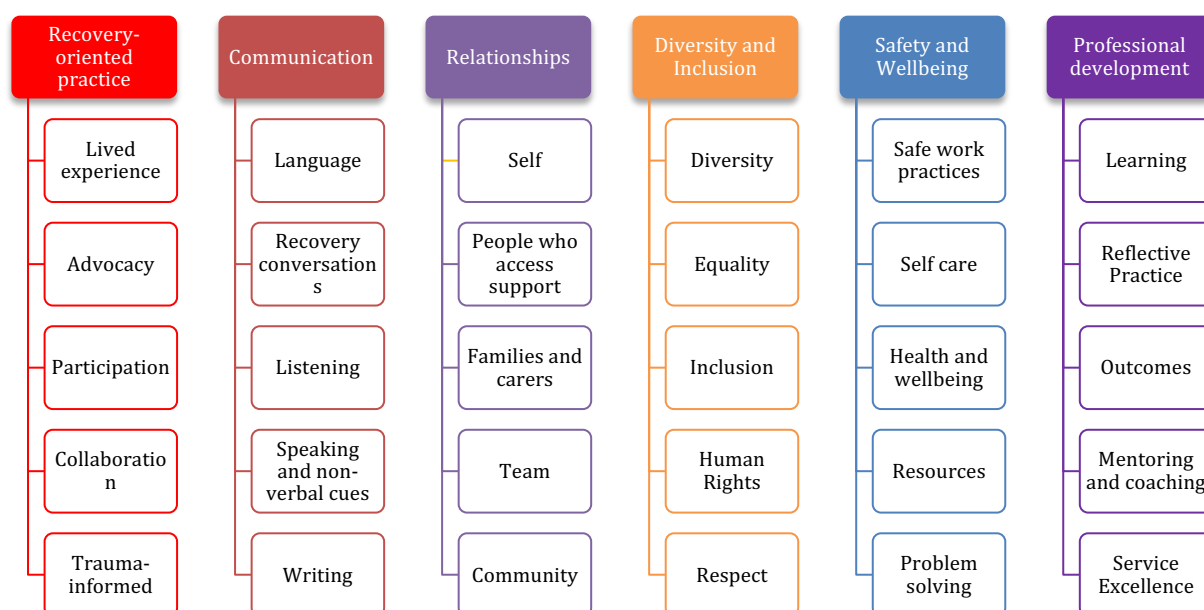 Recovery-
oriented
practice
Lived
experience
Advocacy
Participation
Collaboratio
n
Trauma-
informed
Communication
Language
Recovery
conversation
s
Listening
Speaking
and non-
verbal cues
Writing
Relationships
Self
People who
access
support
Families and
carers
Team
Community
Diversity and
Inclusion
Diversity
Equality
Inclusion
Human
Rights
Respect
Safety and
Wellbeing
Safe work
practices
Self care
Health and
wellbeing
Resources
Problem
solving
Professional
development
Learning
Reflective
Practice
Outcomes
Mentoring
and coaching
Service
Excellence